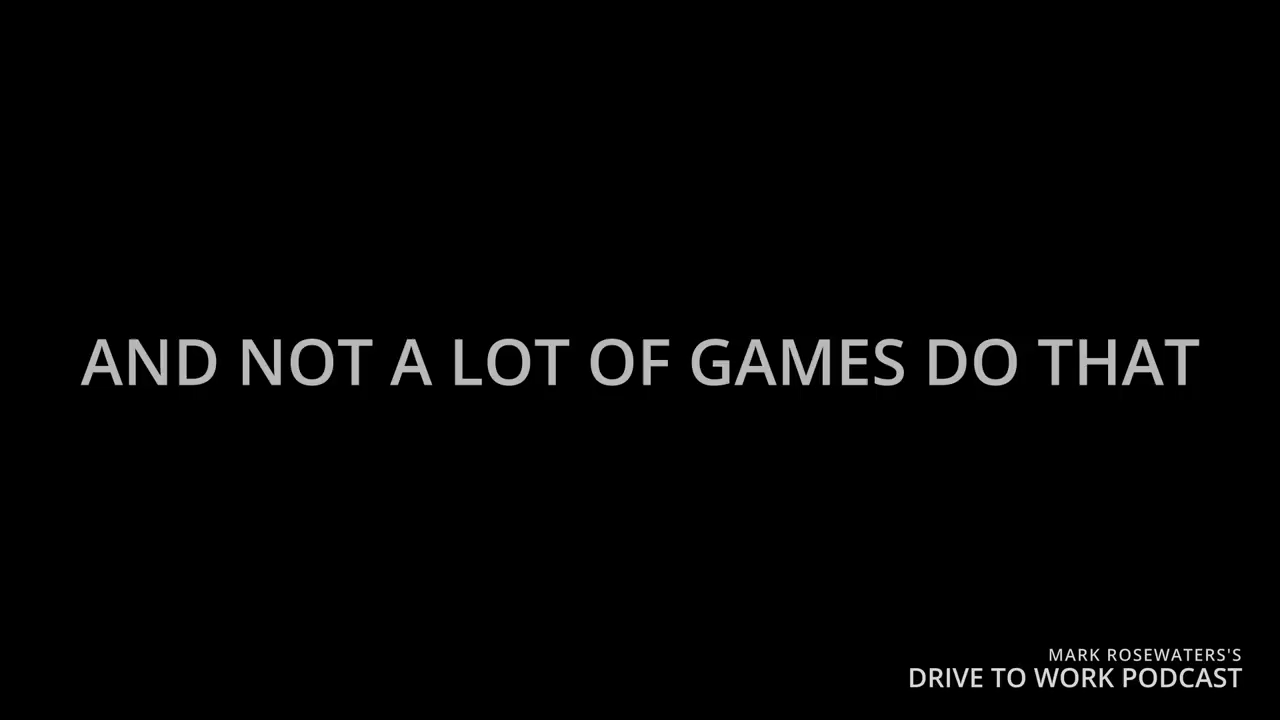 AND NOT A LOT OF GAMES DO THAT
MARK ROSEWATERS'S
DRIVE TO WORK PODCAST